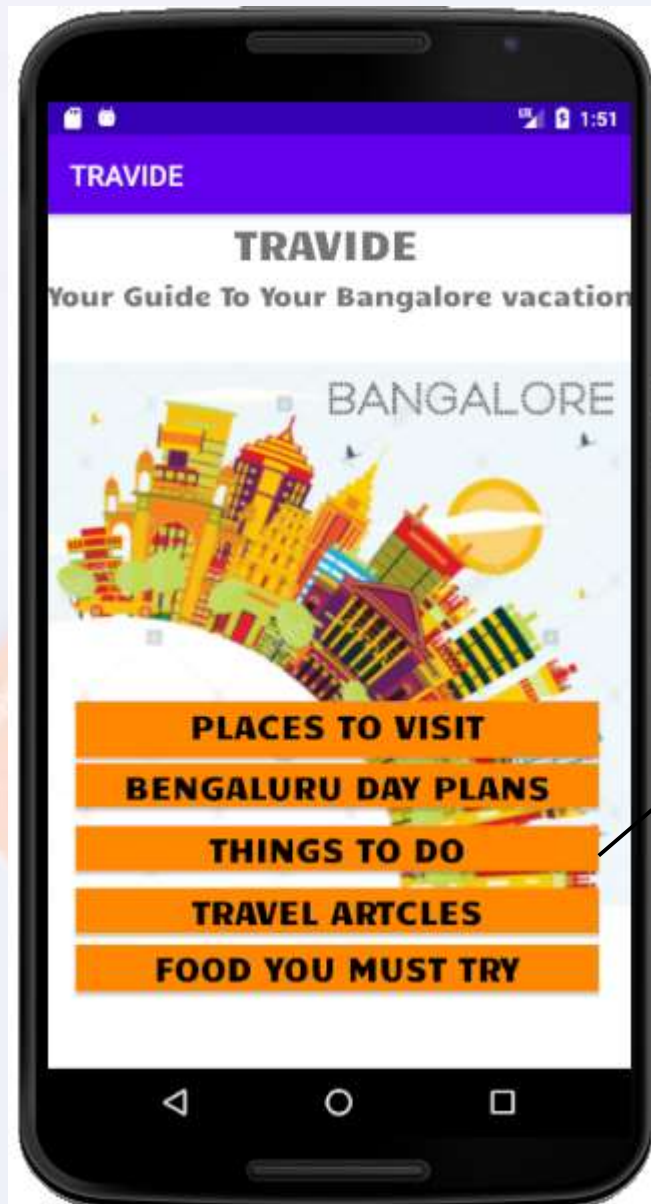 1:51
TRAVIDE
TRAVIDE
Your Guide To Your Bangalore vacation
BANGALORE
PLACES TO VISIT
BENGALURU DAY PLANS
THINGS TO DO
TRAVEL ARTCLES
FOOD YOU MUST TRY